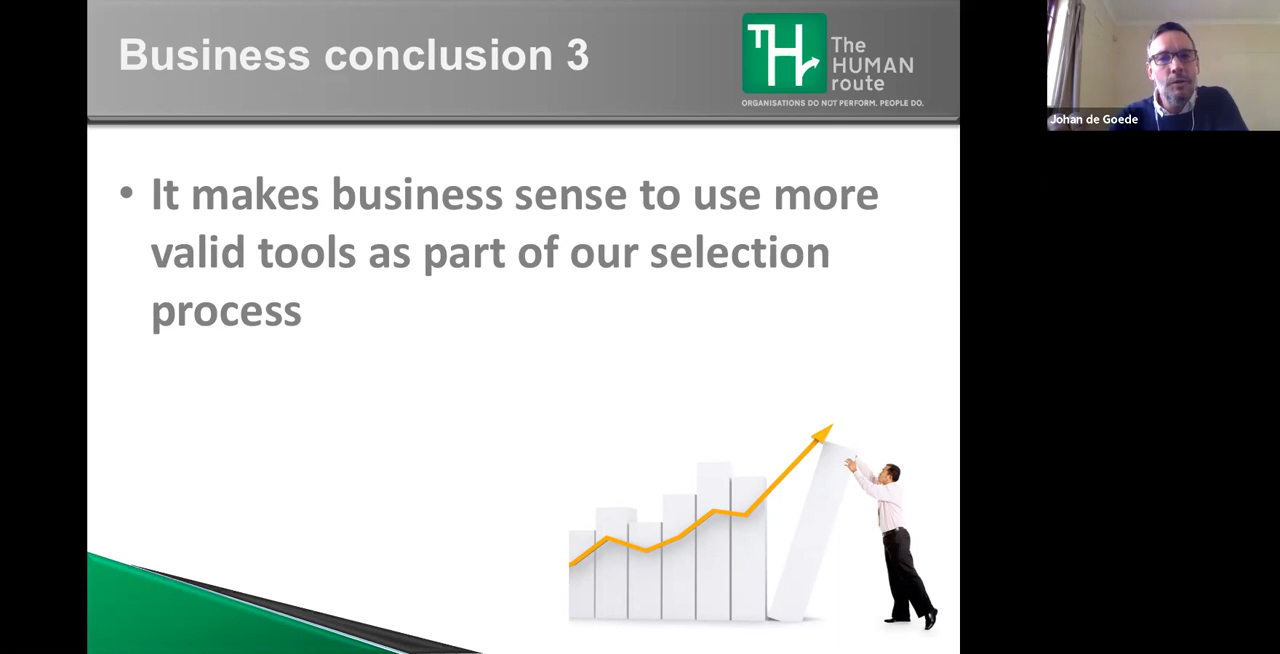 Business conclusion 3
TH
The
HUMAN
route
ORGANISATIONS DO NOT PERFORM. PEOPLE DO.
Johan de Goede
• It makes business sense to use more
valid tools as part of our selection
process